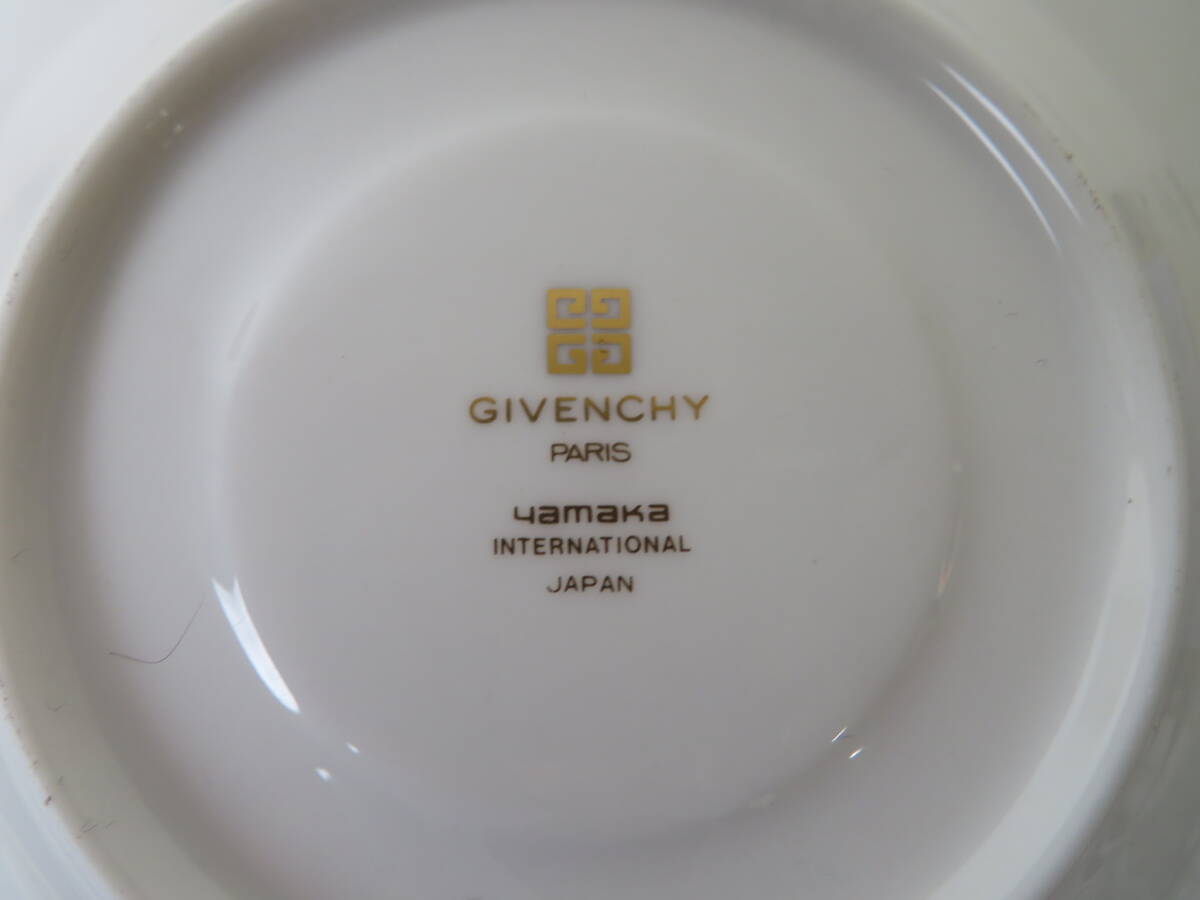 GIVENCHY
PARIS
yamaka
INTERNATIONAL
JAPAN